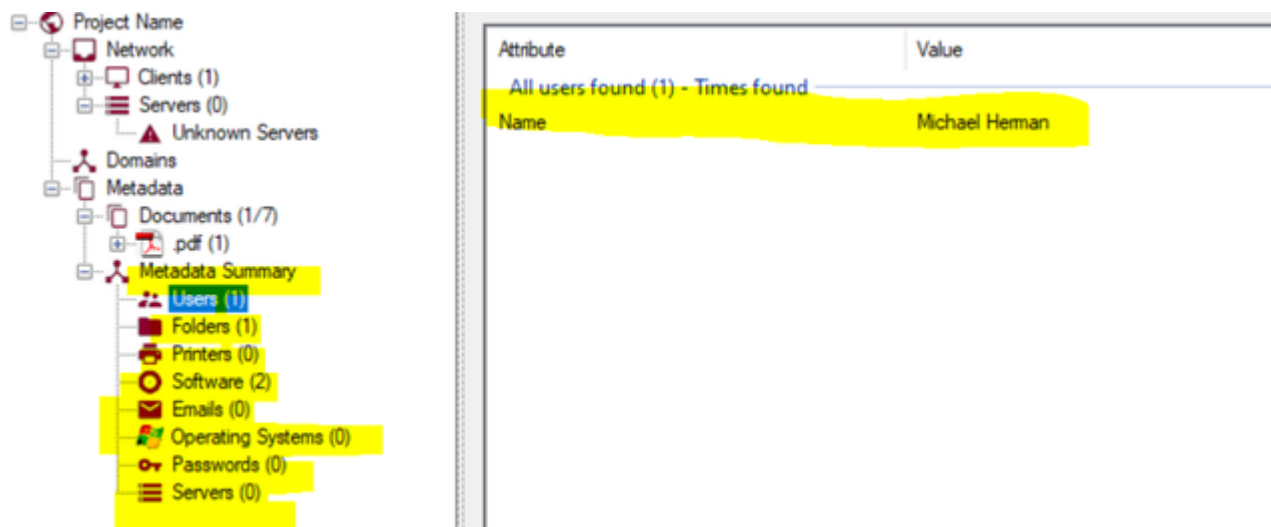 Project Name
Network
Clients (1)
Servers (0)
Unknown Servers
Domains
Metadata
Documents (1/7)
.pdf (1)
Metadata Summary
Users (1)
Folders (1)
Printers (0)
Software (2)
Emails (0)
Operating Systems (0)
Passwords (0)
Servers (0)
Attribute Value
All users found (1) - Times found
Name Michael Herman